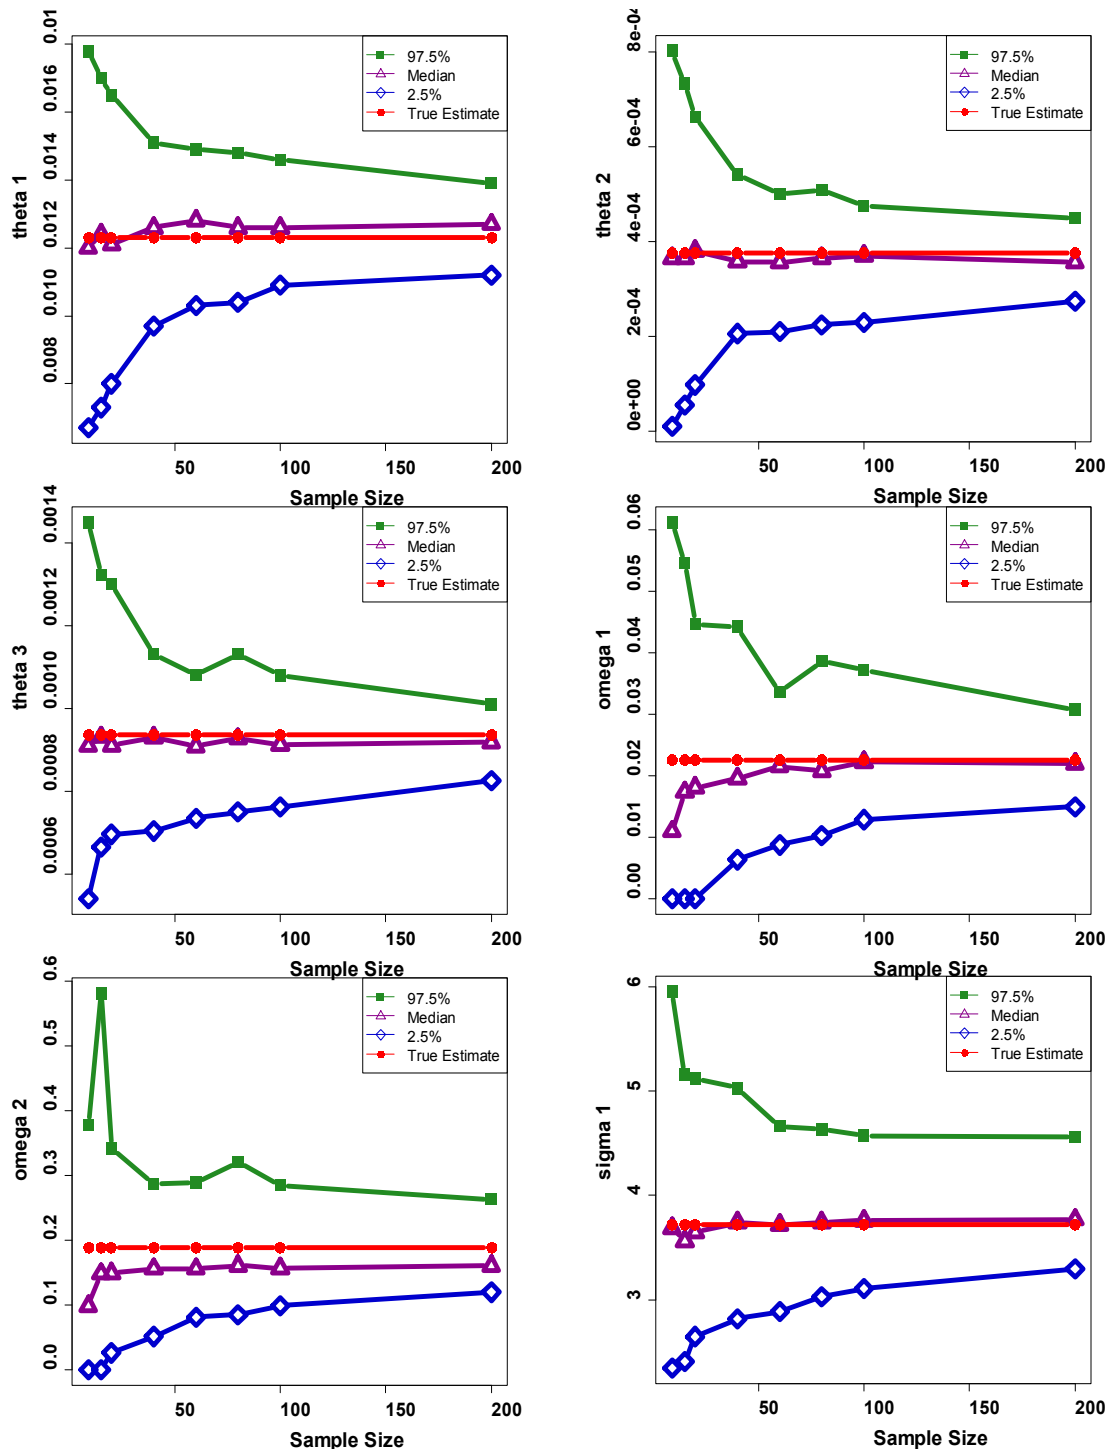 97.5%
Median
2.5%
True Estimate
theta 1
0.01
0.016
0.014
0.012
0.010
0.008
50 100 150 200
Sample Size
97.5%
Median
2.5%
True Estimate
theta 2
8e-04
6e-04
4e-04
2e-04
0e+00
50 100 150 200
Sample Size
97.5%
Median
2.5%
True Estimate
theta 3
0.0014
0.0012
0.0010
0.0008
0.0006
50 100 150 200
Sample Size
97.5%
Median
2.5%
True Estimate
omega 1
0.06
0.05
0.04
0.03
0.02
0.01
0.00
50 100 150 200
Sample Size
97.5%
Median
2.5%
True Estimate
omega 2
0.6
0.5
0.4
0.3
0.2
0.1
0.0
50 100 150 200
Sample Size
97.5%
Median
2.5%
True Estimate
sigma 1
6
5
4
3
50 100 150 200
Sample Size